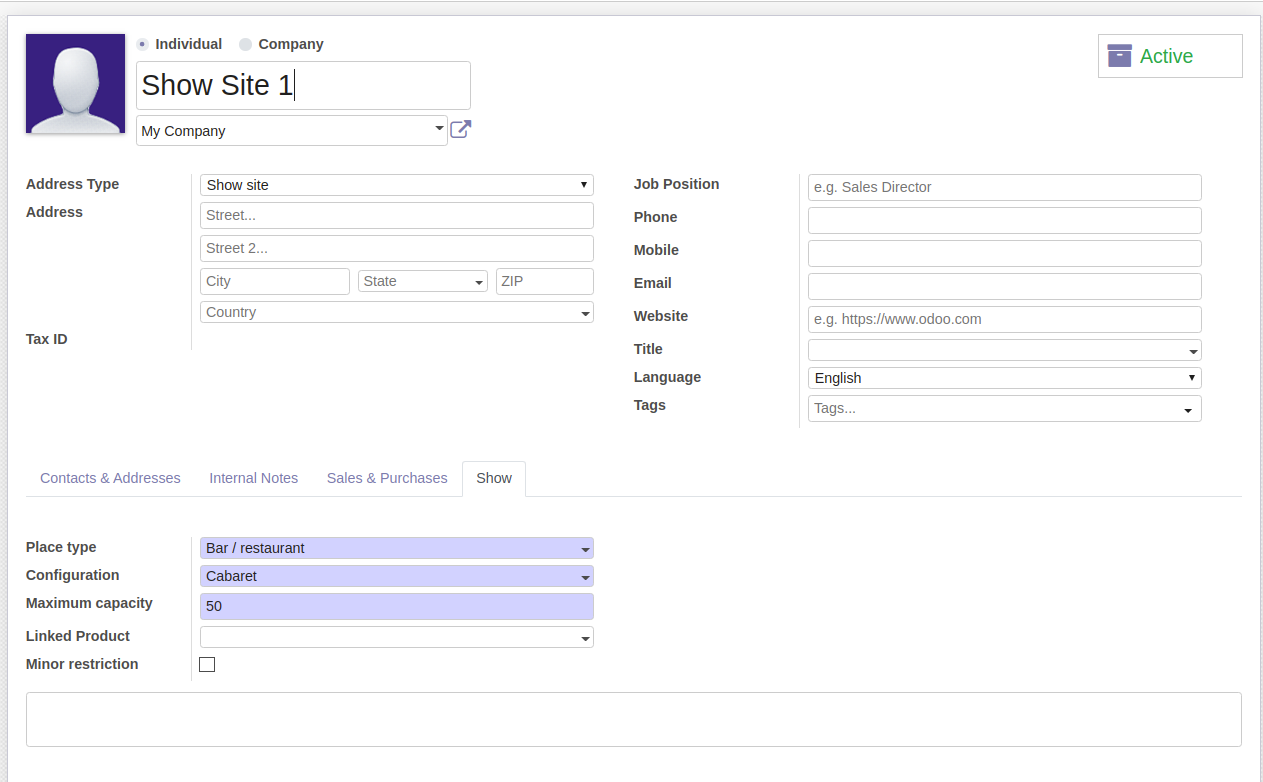 Individual Company
Active
Show Site 1
My Company
Address Type Show site
Address Street...
Street 2...
City State ZIP
Country
Tax ID
Job Position e.g. Sales Director
Phone
Mobile
Email
Website e.g. https://www.odoo.com
Title
Language English
Tags Tags...
Contacts & Addresses Internal Notes Sales & Purchases Show
Place type Bar / restaurant
Configuration Cabaret
Maximum capacity 50
Linked Product
Minor restriction